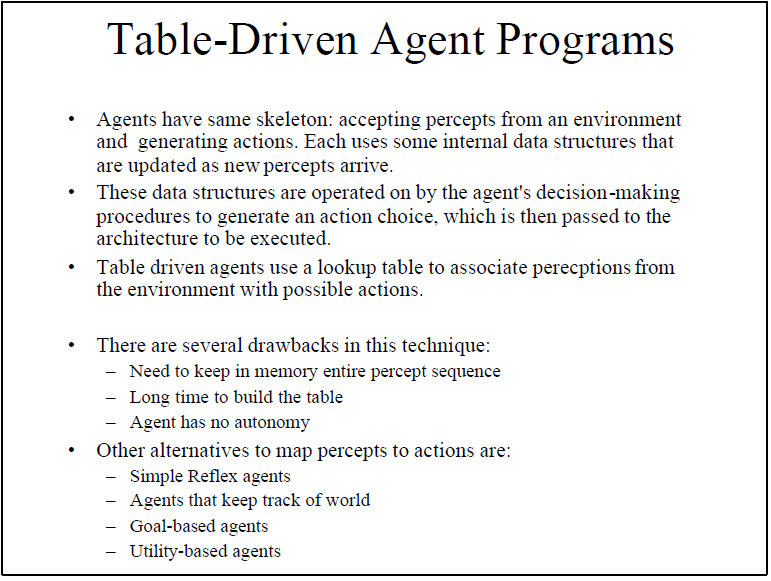 Table-Driven Agent Programs
• Agents have same skeleton: accepting percepts from an environment
and generating actions. Each uses some internal data structures that
are updated as new percepts arrive.
• These data structures are operated on by the agent's decision-making
procedures to generate an action choice, which is then passed to the
architecture to be executed.
• Table driven agents use a lookup table to associate perecptions from
the environment with possible actions.
• There are several drawbacks in this technique:
– Need to keep in memory entire percept sequence
– Long time to build the table
– Agent has no autonomy
• Other alternatives to map percepts to actions are:
– Simple Reflex agents
– Agents that keep track of world
– Goal-based agents
– Utility-based agents